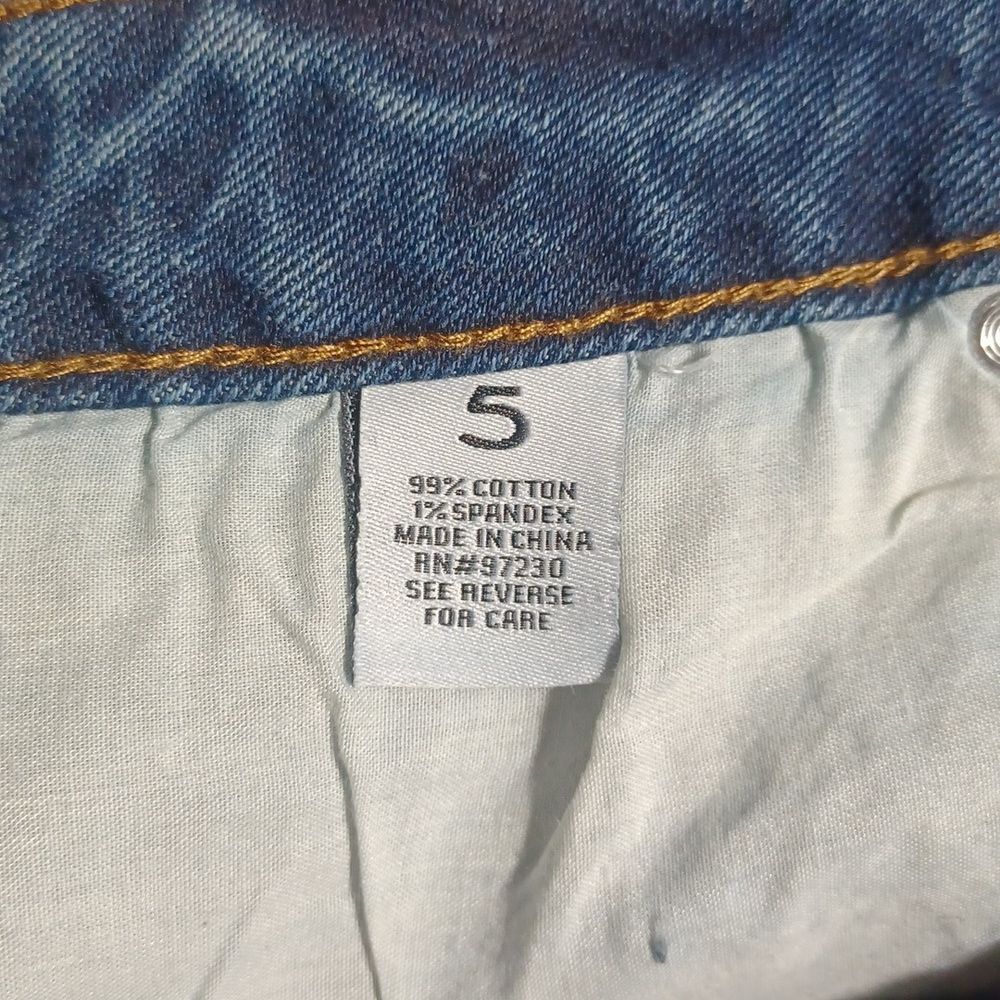 5
99% COTTON
1% SPANDEX
MADE IN CHINA
RN#97230
SEE REVERSE
FOR CARE